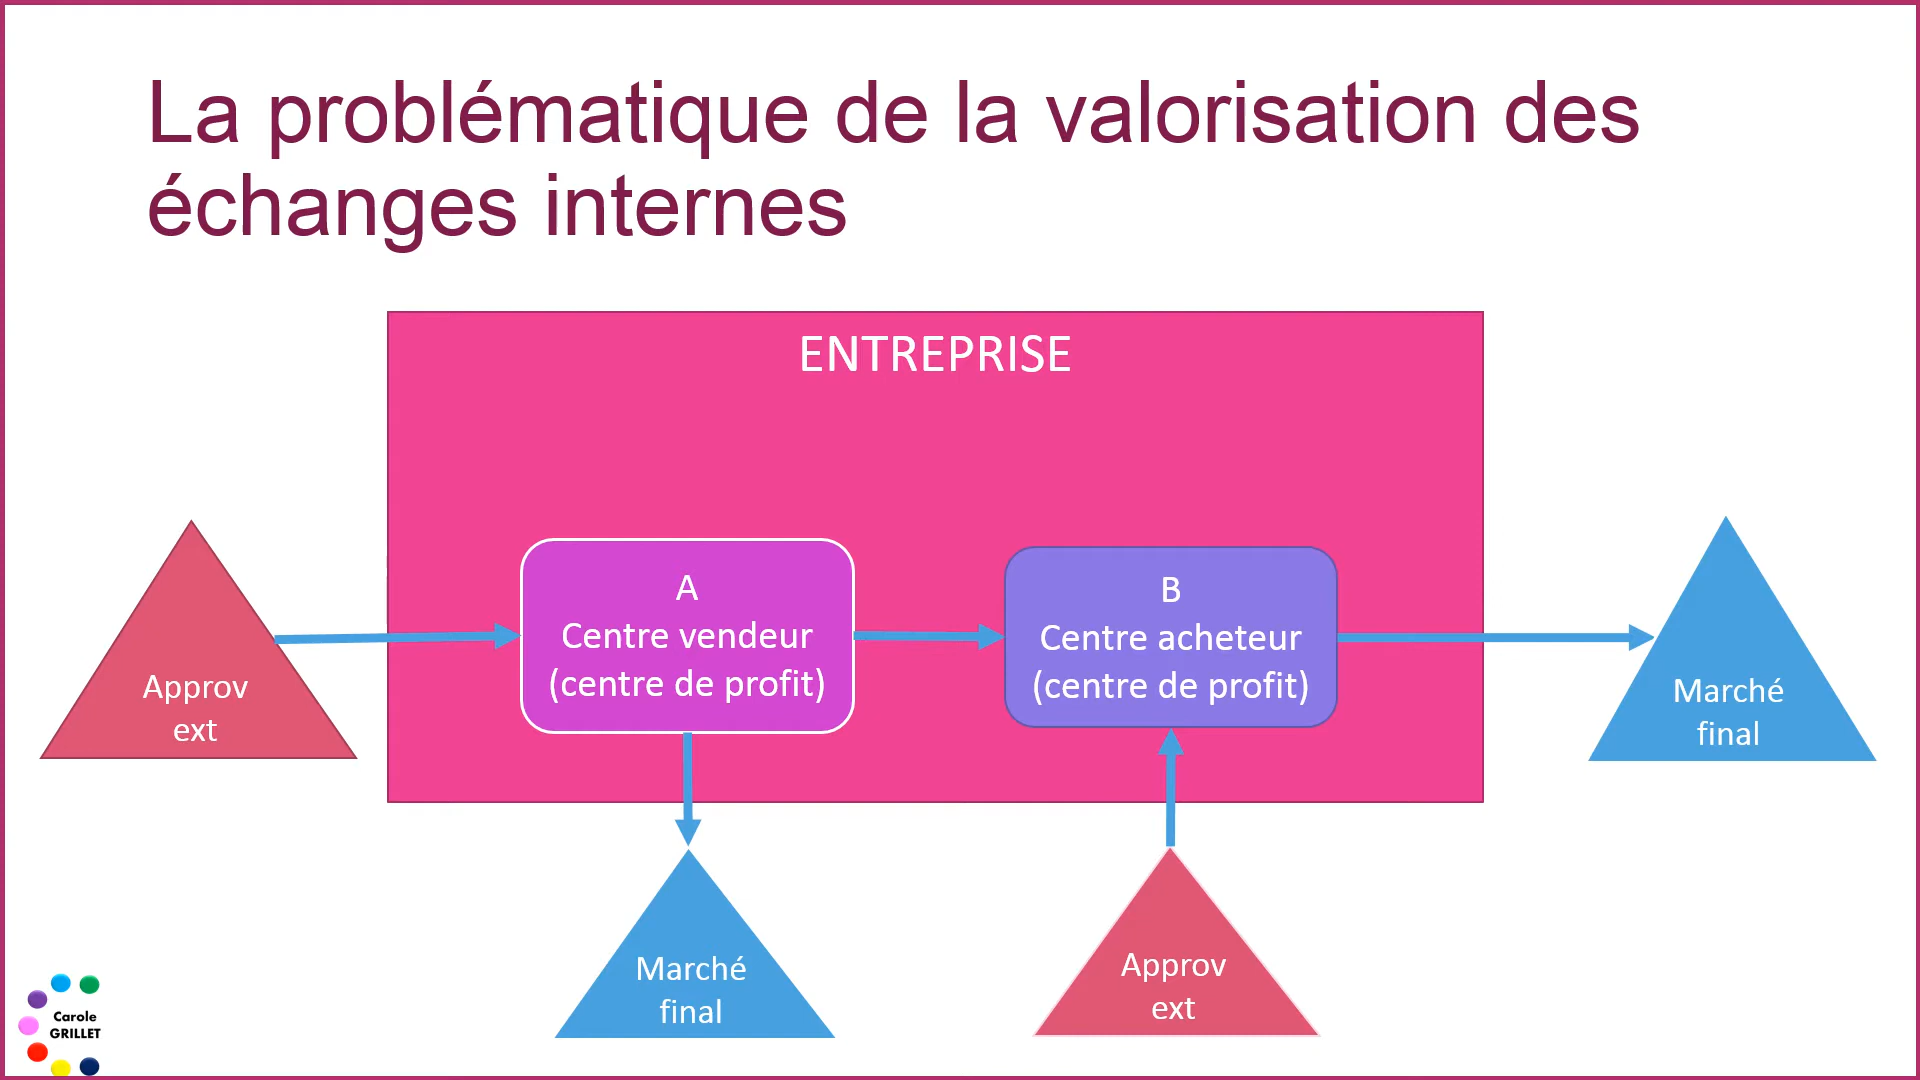 La problématique de la valorisation des
échanges internes
ENTREPRISE
Approv
ext
A
Centre vendeur
(centre de profit)
B
Centre acheteur
(centre de profit)
Marché
final
Marché
final
Approv
ext
Carole
GRILLET